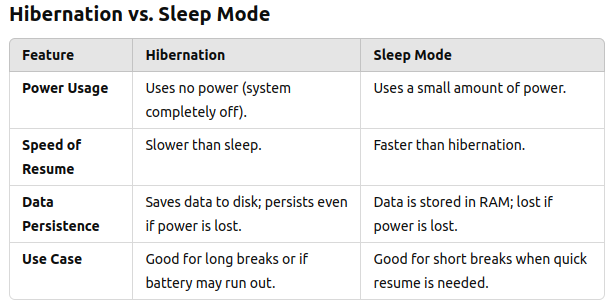 Hibernation vs. Sleep Mode
Feature Hibernation Sleep Mode
Power Usage Uses no power (system Uses a small amount of power.
completely off).
Speed of Slower than sleep. Faster than hibernation.
Resume
Data Saves data to disk; persists even Data is stored in RAM; lost if
Persistence if power is lost. power is lost.
Use Case Good for long breaks or if Good for short breaks when quick
battery may run out. resume is needed.